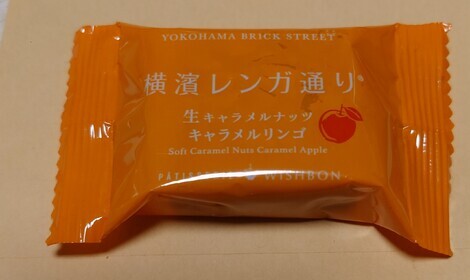 YOKOHAMA BRICK STREET
横濱レンガ通り
生キャラメルナッツ
キャラメルリンゴ
Soft Caramel Nuts Caramel Apple
WISHBON